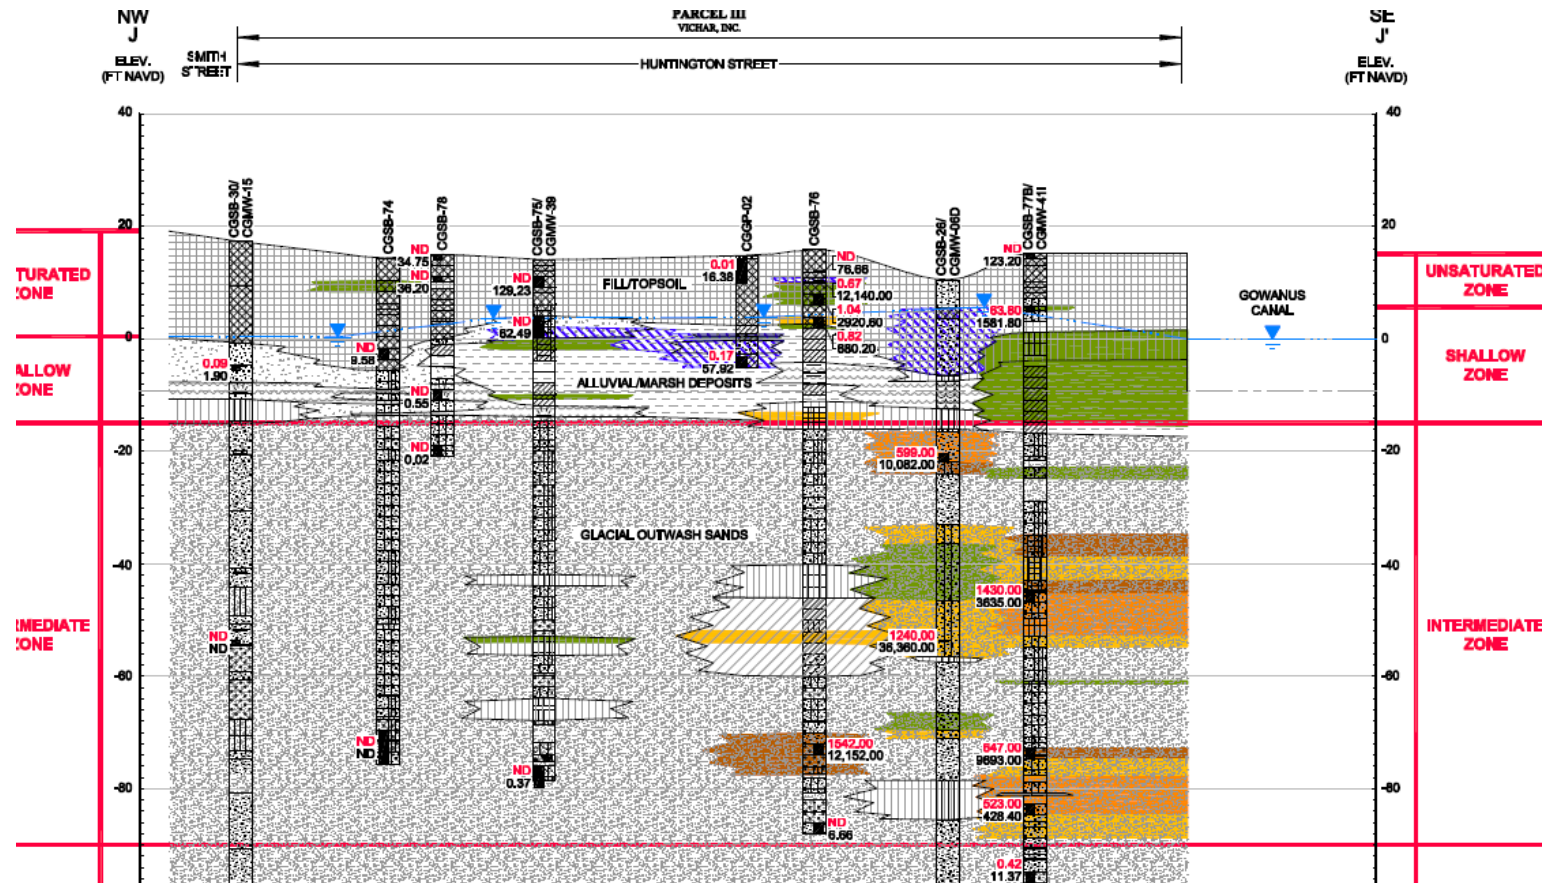 NW
J
PARCEL III
VICHAR, INC.
SE
J'
ELEV.
(FT NAVD)
SMITH
STREET
HUNTINGTON STREET
ELEV.
(FT NAVD)
40
40
20
20
0
0
-20
-20
-40
-40
-60
-60
-80
-80
CGSB-30/
CGMW-15
CGSB-74
CGSB-78
CGSB-75/
CGMW-39
CGGP-02
CGSB-76
CGSB-26/
CGMW-06D
CGSB-77B/
CGMW-41I
TURATED
ZONE
ALLOW
ZONE
RMEDIATE
ZONE
UNSATURATED
ZONE
SHALLOW
ZONE
INTERMEDIATE
ZONE
GOWANUS
CANAL
FILL/TOPSOIL
ALLUVIAL/MARSH DEPOSITS
GLACIAL OUTWASH SANDS
0.09
1.90
ND
ND
ND
9.58
ND
ND
ND
34.75
ND
36.20
ND
0.55
ND
0.02
ND
129.23
ND
62.49
ND
0.37
0.01
16.38
0.17
57.92
ND
76.66
0.67
12,140.00
1.04
2920.60
0.82
680.20
1542.00
12,152.00
ND
6.66
599.00
10,082.00
1240.00
36,360.00
ND
123.20
63.80
1581.80
1430.00
3635.00
647.00
9693.00
523.00
428.40
0.42
11.37